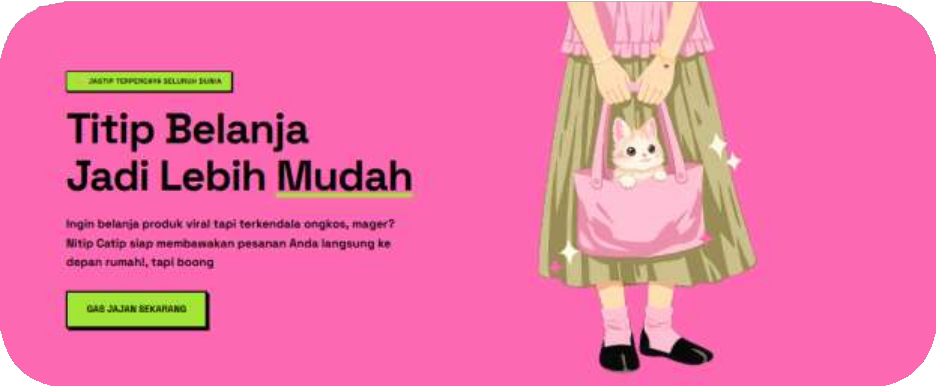 JASTIP TERPERCAYA SELURUH DUNIA
Titip Belanja
Jadi Lebih Mudah
Ingin belanja produk viral tapi terkendala ongkos, mager?
Nitip Catip siap membawakan pesanan Anda langsung ke
depan rumah!, tapi boong
GAS JAJAN SEKARANG